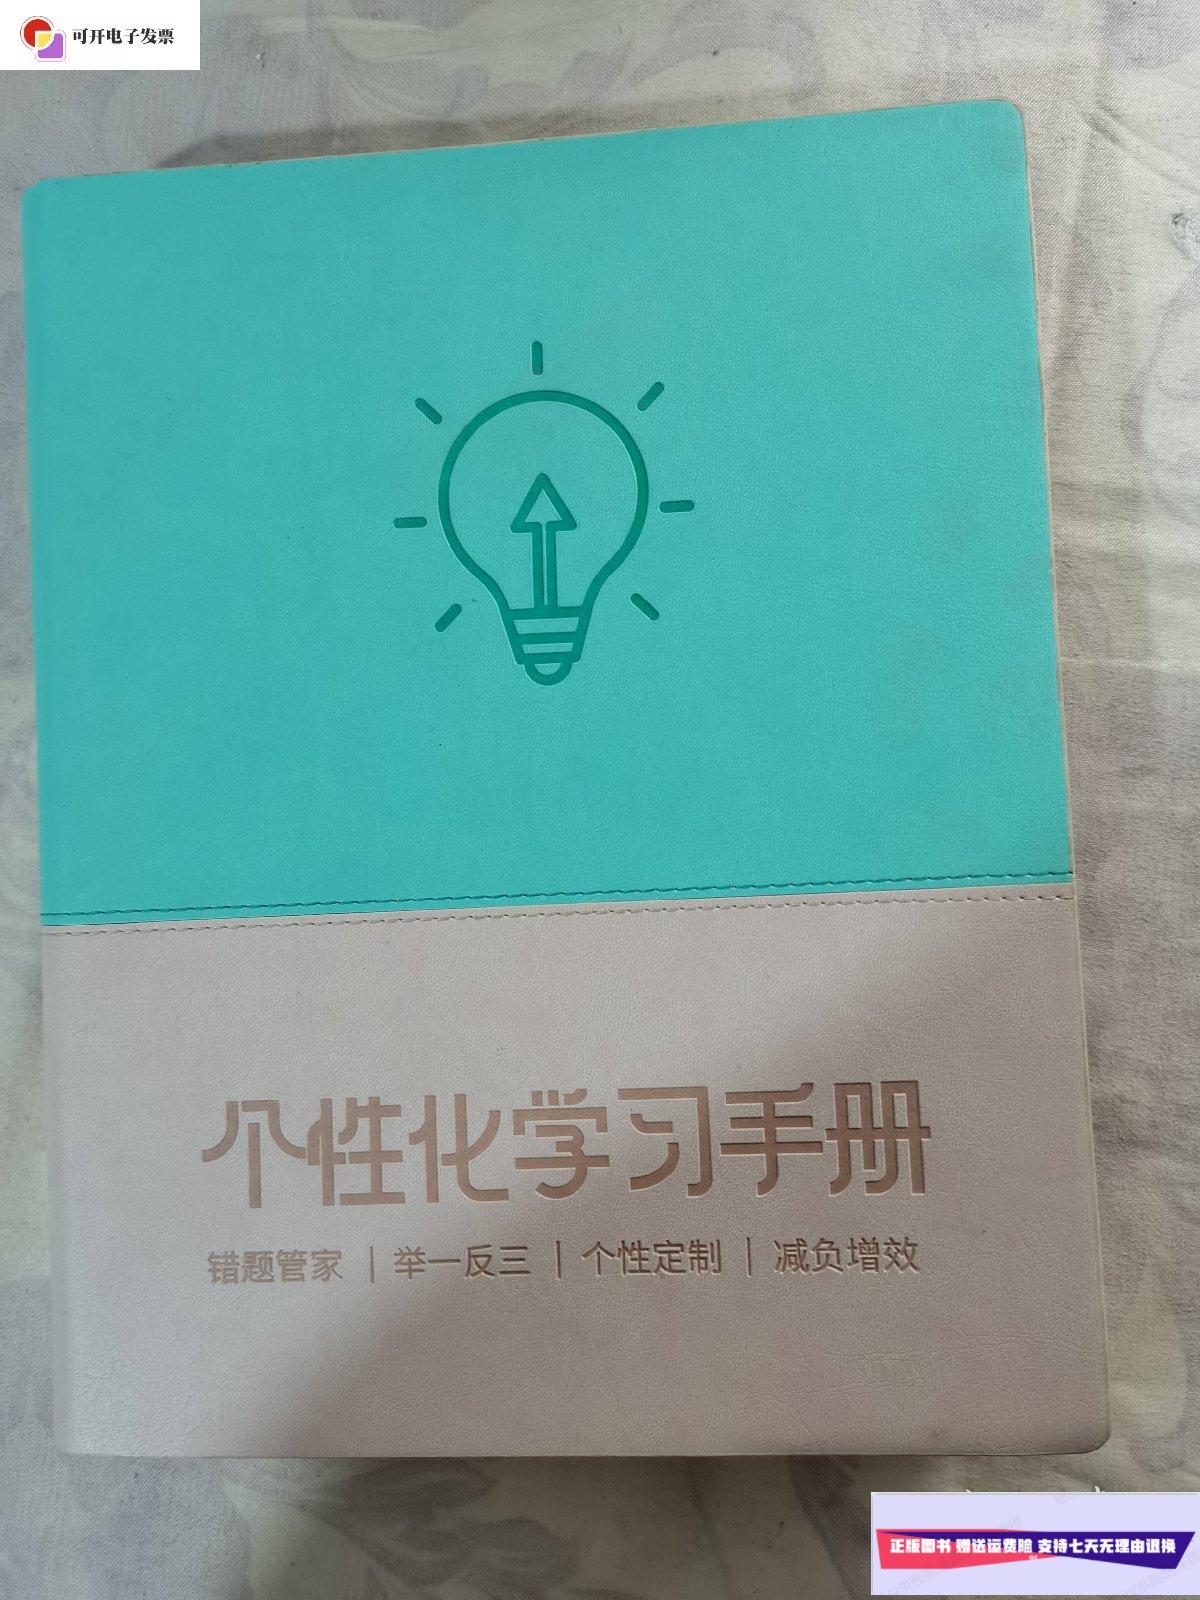 可开电子发票
个性化学习手册
错题管家 | 举一反三 | 个性定制 | 减负增效
正版图书 赠送运费险 支持七天无理由退换